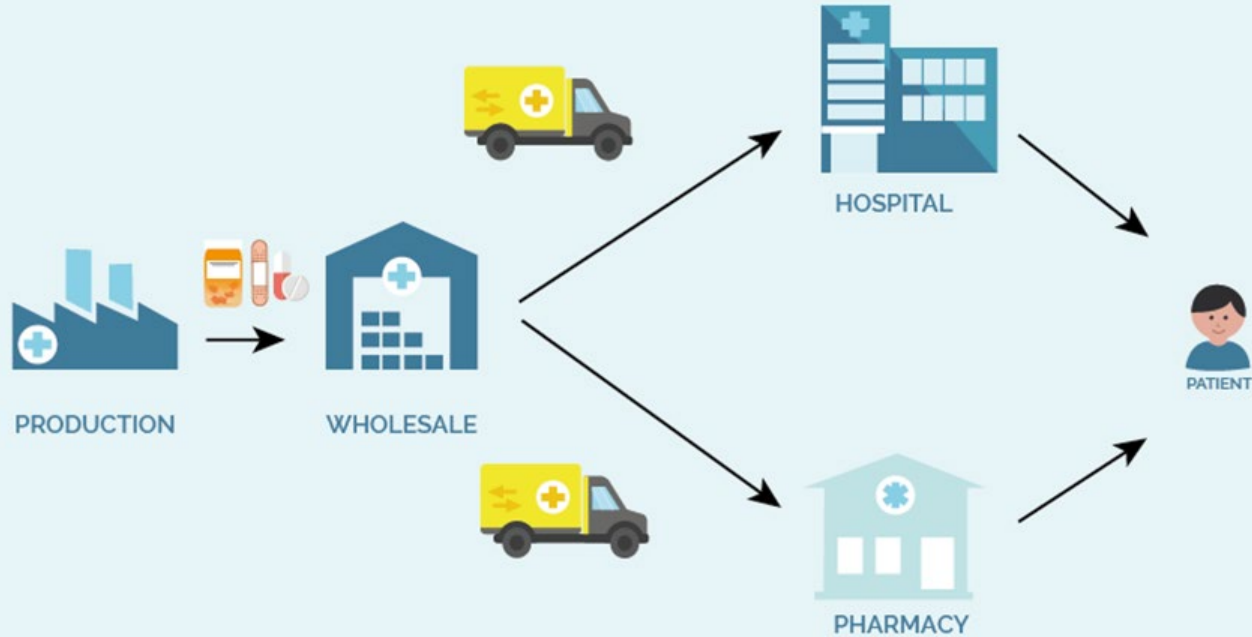 HOSPITAL
PRODUCTION
WHOLESALE
PATIENT
PHARMACY